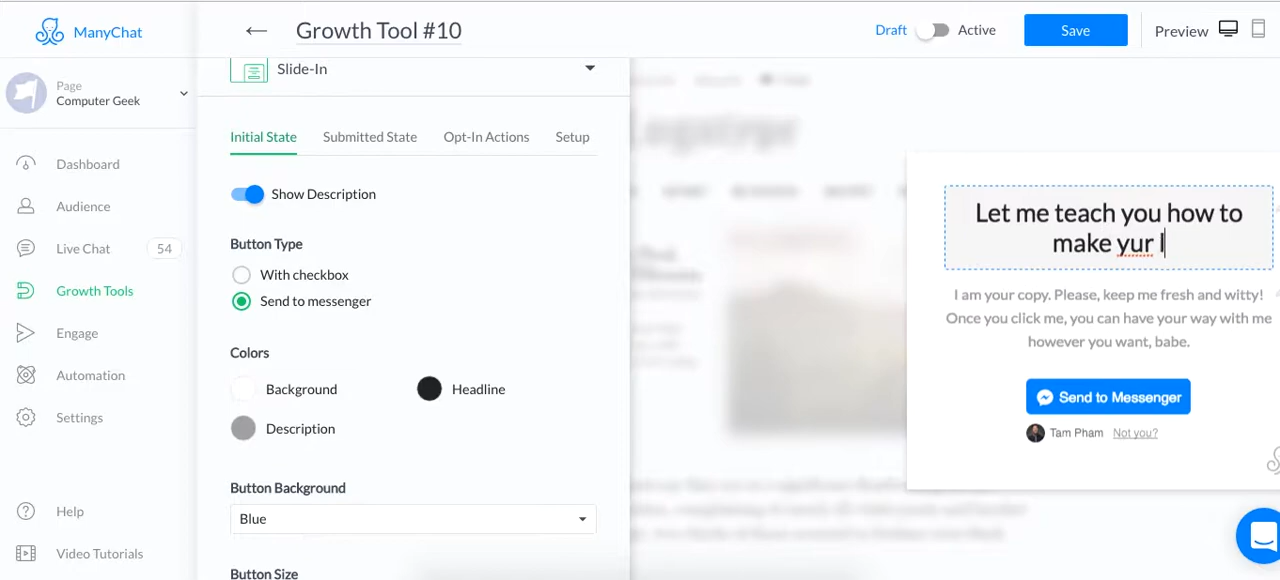 ManyChat
Growth Tool #10
Draft
Active
Save
Preview
Page
Computer Geek
Dashboard
Audience
Live Chat
54
Growth Tools
Engage
Automation
Settings
Help
Video Tutorials
Slide-In
Initial State
Submitted State
Opt-In Actions
Setup
Show Description
Button Type
With checkbox
Send to messenger
Colors
Background
Headline
Description
Button Background
Blue
Button Size
Let me teach you how to
make yur l
I am your copy. Please, keep me fresh and witty!
Once you click me, you can have your way with me
however you want, babe.
Send to Messenger
Tam Pham Not you?